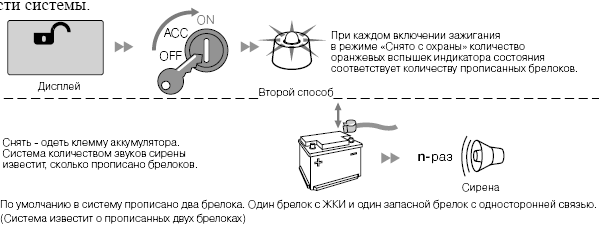 сти системы.
ON
ACC
OFF
При каждом включении зажигания
в режиме «Снято с охраны» количество
оранжевых вспышек индикатора состояния
соответствует количеству прописанных брелоков.
Дисплей
Второй способ
Снять - одеть клемму аккумулятора.
Система количеством звуков сирены
известит, сколько прописано брелоков.
n-раз
Сирена
По умолчанию в систему прописано два брелока. Один брелок с ЖКИ и один запасной брелок с односторонней связью.
(Система известит о прописанных двух брелоках)